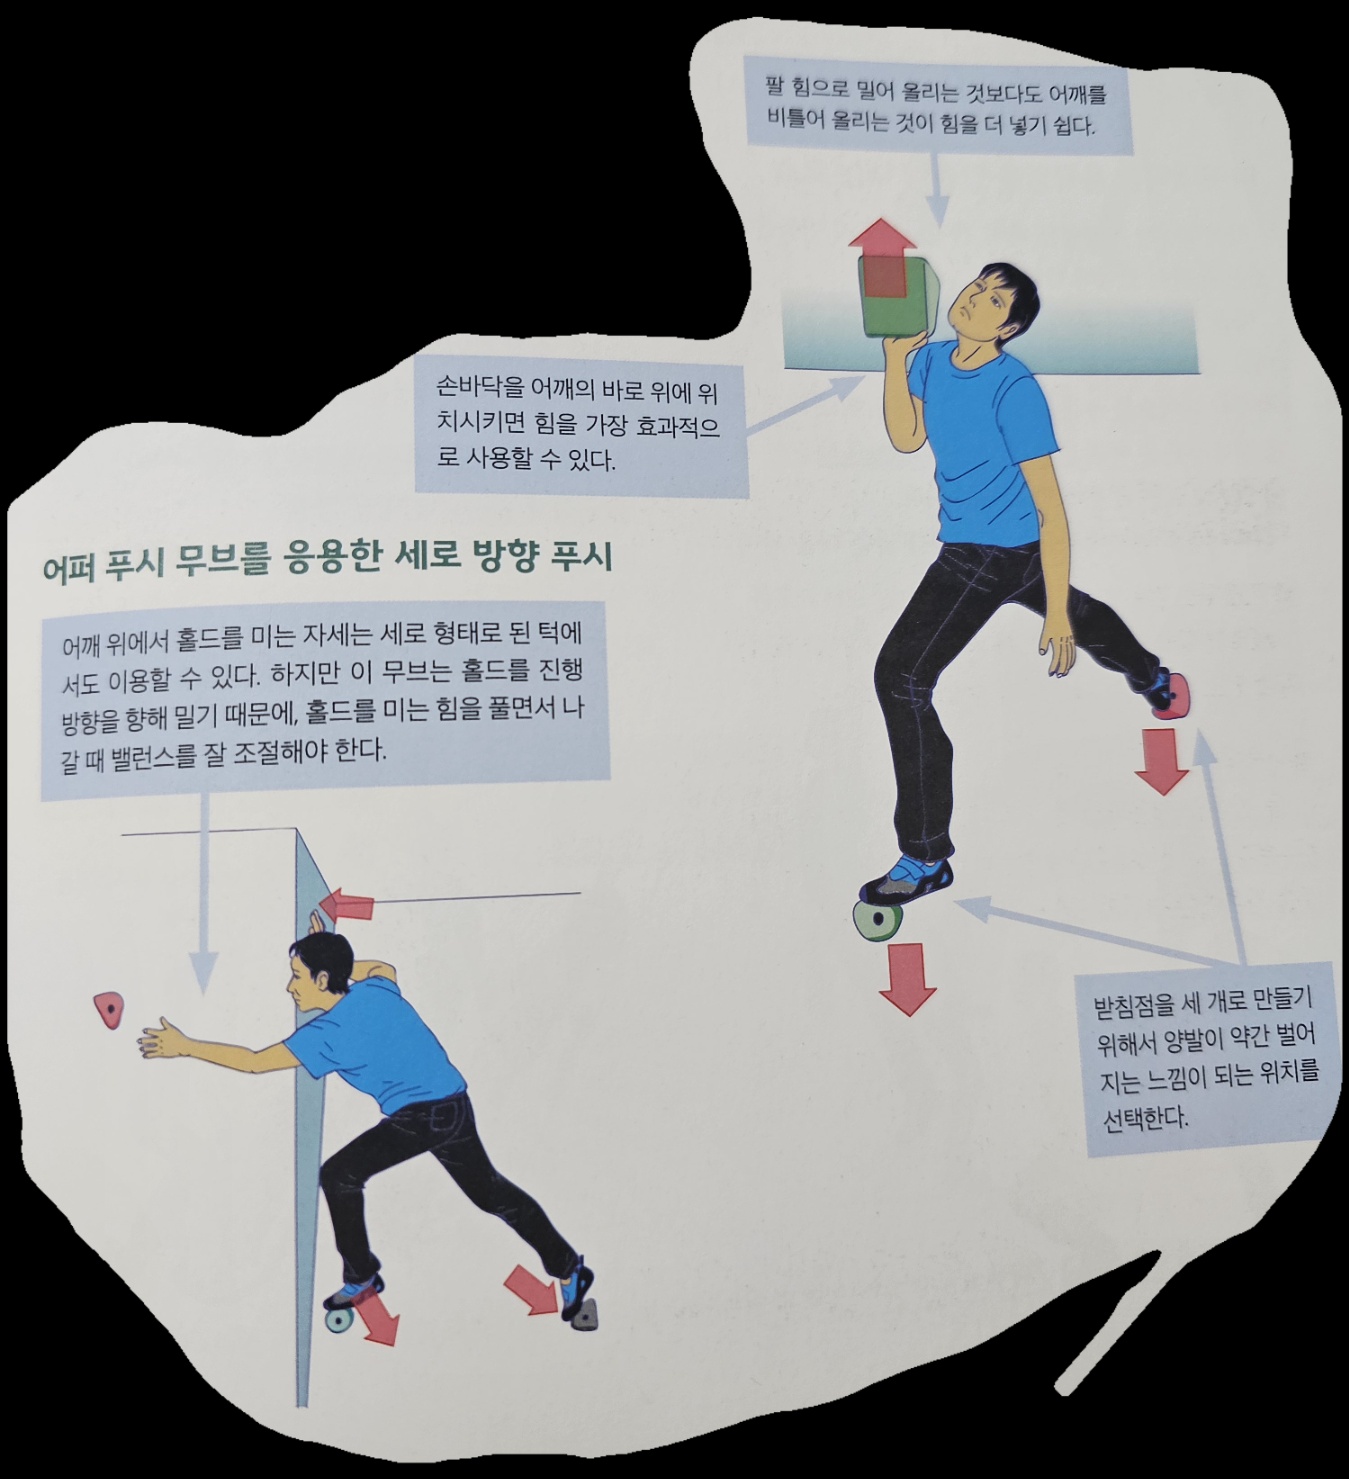 팔 힘으로 밀어 올리는 것보다도 어깨를
비틀어 올리는 것이 힘을 더 넣기 쉽다.
손바닥을 어깨의 바로 위에 위
치시키면 힘을 가장 효과적으
로 사용할 수 있다.
어퍼 푸시 무브를 응용한 세로 방향 푸시
어깨 위에서 홀드를 미는 자세는 세로 형태로 된 턱에
서도 이용할 수 있다. 하지만 이 무브는 홀드를 진행
방향을 향해 밀기 때문에, 홀드를 미는 힘을 풀면서 나
갈 때 밸런스를 잘 조절해야 한다.
받침점을 세 개로 만들기
위해서 양발이 약간 벌어
지는 느낌이 되는 위치를
선택한다.